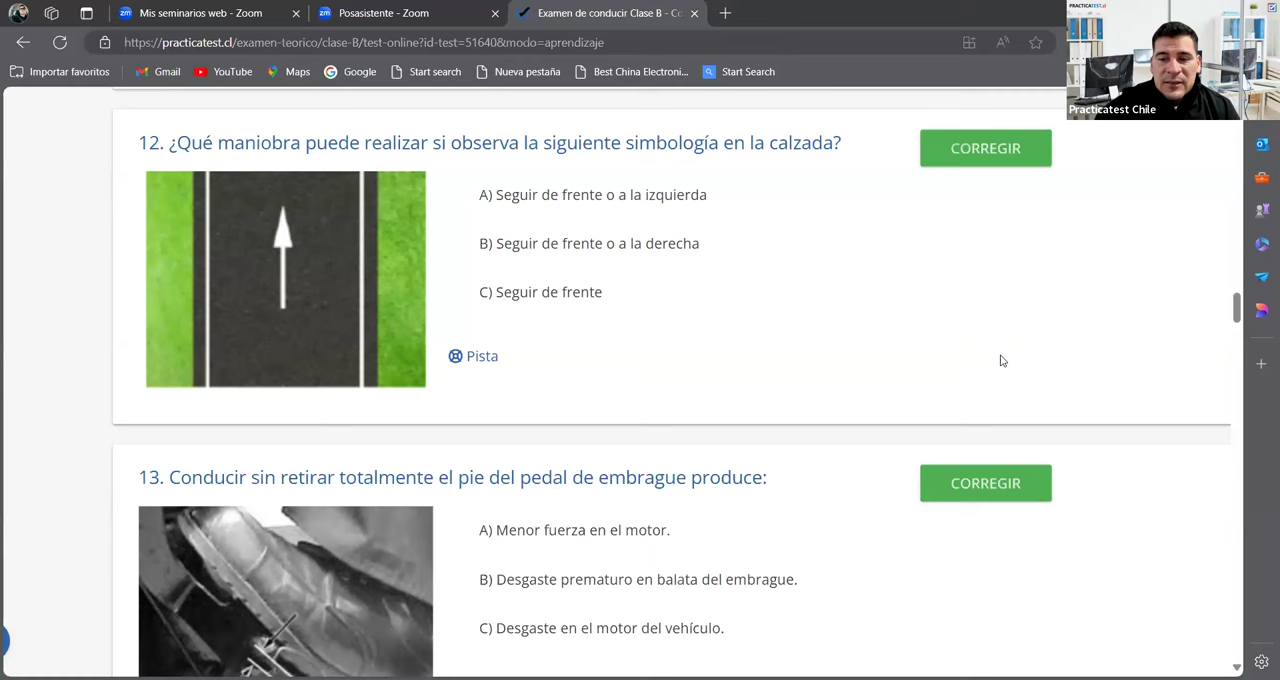 Mis seminarios web - Zoom
Posasistente - Zoom
Examen de conducir Clase B - Co
https://practicatest.cl/examen-teorico/clase-B/test-online?id-test=51640&modo=aprendizaje
Importar favoritos
Gmail
YouTube
Maps
Google
Start search
Nueva pestaña
Best China Electroni...
Start Search
PRACTICATEST.cl
Practicatest Chile
12. ¿Qué maniobra puede realizar si observa la siguiente simbología en la calzada?
CORREGIR
A) Seguir de frente o a la izquierda
B) Seguir de frente o a la derecha
C) Seguir de frente
Pista
13. Conducir sin retirar totalmente el pie del pedal de embrague produce:
CORREGIR
A) Menor fuerza en el motor.
B) Desgaste prematuro en balata del embrague.
C) Desgaste en el motor del vehículo.